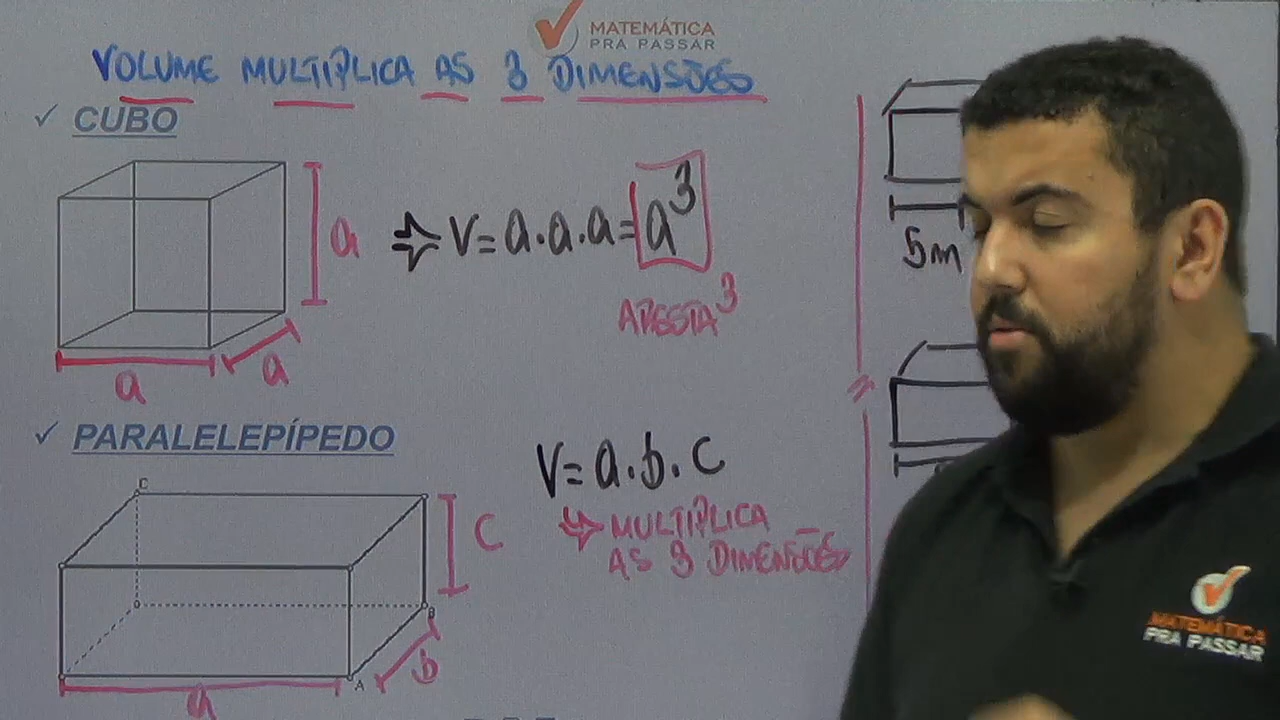 MATEMÁTICA
PRA PASSAR
VOLUME MULTIPLICA AS 3 DIMENSÕES
✓ CUBO
a
a
a
V = a.a.a = a³
ARESTA³
5m
✓ PARALELEPÍPEDO
V = a.b.c
MULTIPLICA
AS 3 DIMENSÕES
C
c
B
b
A
a
MATEMÁTICA
PRA PASSAR